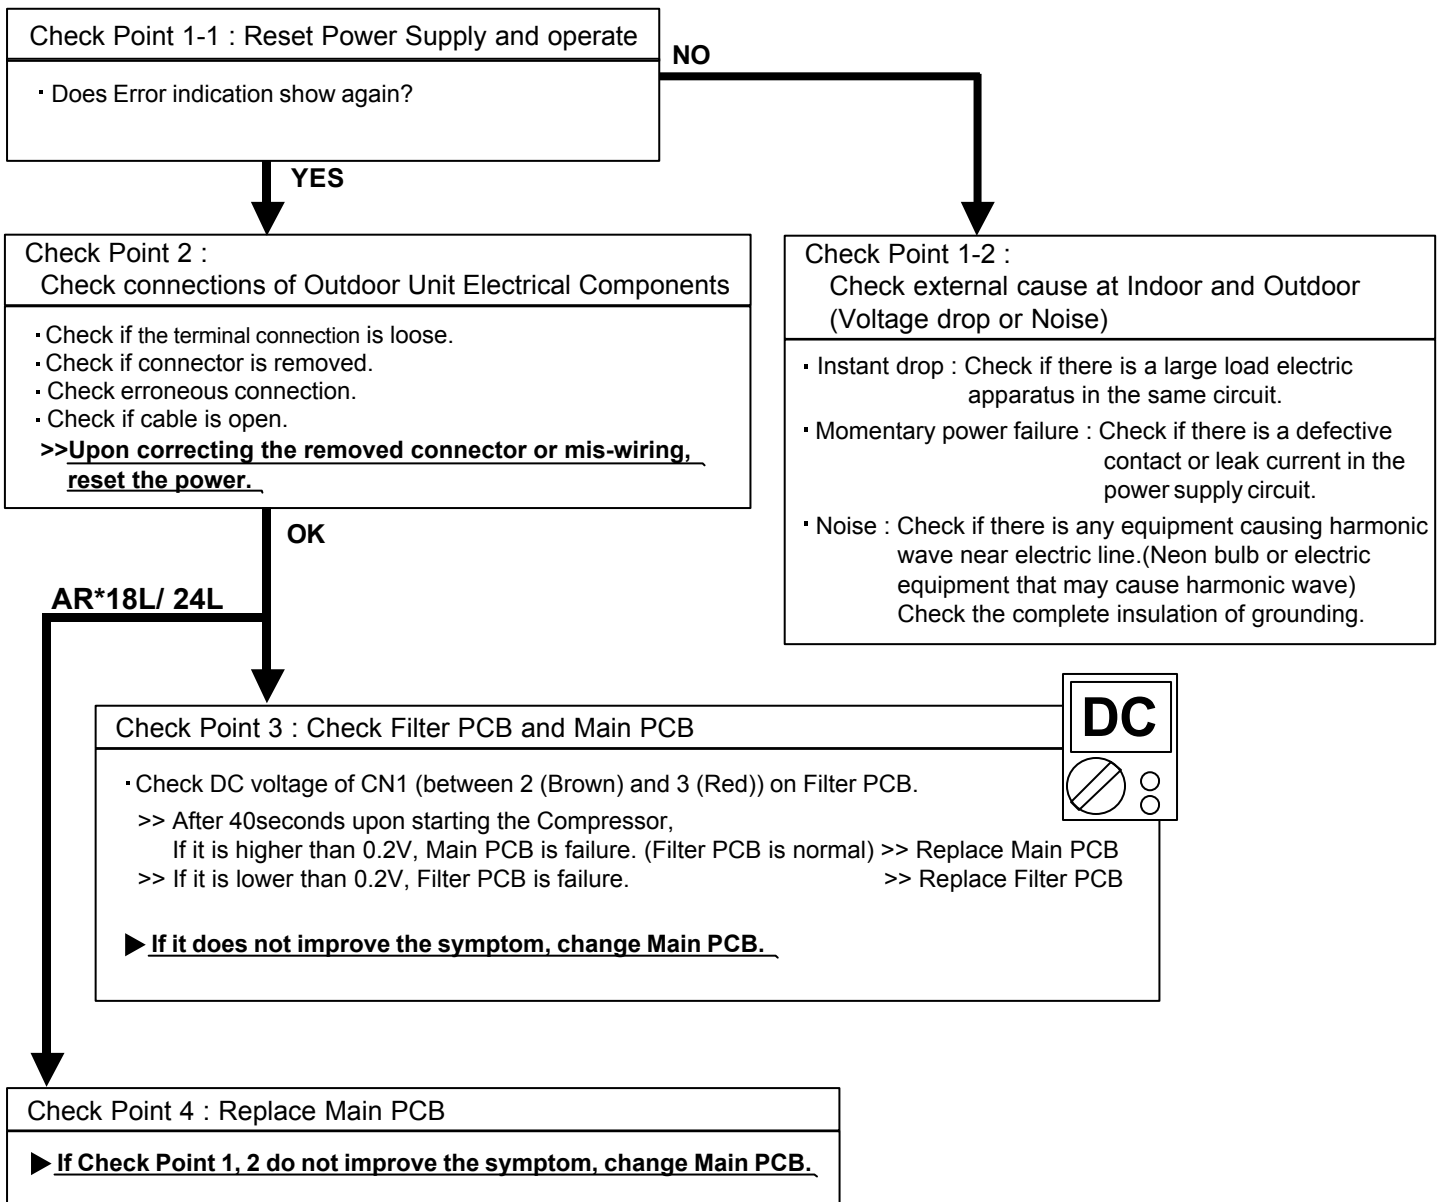 Check Point 1-1 : Reset Power Supply and operate
· Does Error indication show again?
NO
YES
Check Point 2 :
Check connections of Outdoor Unit Electrical Components
· Check if the terminal connection is loose.
· Check if connector is removed.
· Check erroneous connection.
· Check if cable is open.
>>Upon correcting the removed connector or mis-wiring,
reset the power.
Check Point 1-2 :
Check external cause at Indoor and Outdoor
(Voltage drop or Noise)
· Instant drop : Check if there is a large load electric
apparatus in the same circuit.
· Momentary power failure : Check if there is a defective
contact or leak current in the
power supply circuit.
· Noise : Check if there is any equipment causing harmonic
wave near electric line.(Neon bulb or electric
equipment that may cause harmonic wave)
Check the complete insulation of grounding.
OK
AR*18L/ 24L
Check Point 3 : Check Filter PCB and Main PCB
DC
· Check DC voltage of CN1 (between 2 (Brown) and 3 (Red)) on Filter PCB.
>> After 40seconds upon starting the Compressor,
If it is higher than 0.2V, Main PCB is failure. (Filter PCB is normal) >> Replace Main PCB
>> If it is lower than 0.2V, Filter PCB is failure. >> Replace Filter PCB
▶ If it does not improve the symptom, change Main PCB.
Check Point 4 : Replace Main PCB
▶ If Check Point 1, 2 do not improve the symptom, change Main PCB.